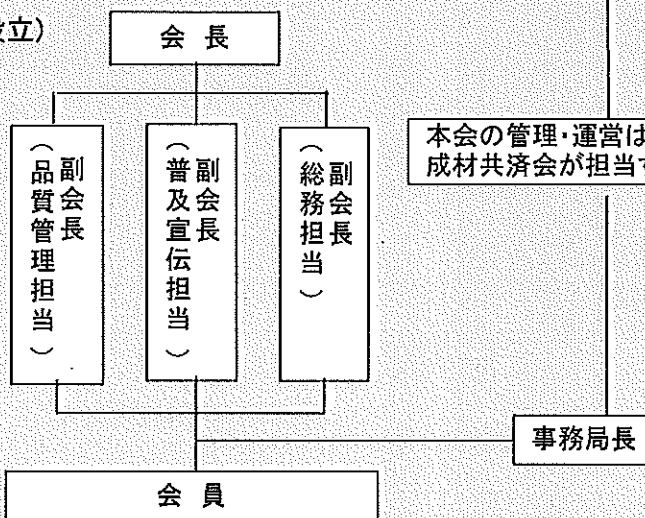 立)
会 長
副会長
(品質管理担当)
副会長
(普及宣伝担当)
副会長
(総務担当)
本会の管理・運営は
成材共済会が担当
事務局長
会 員